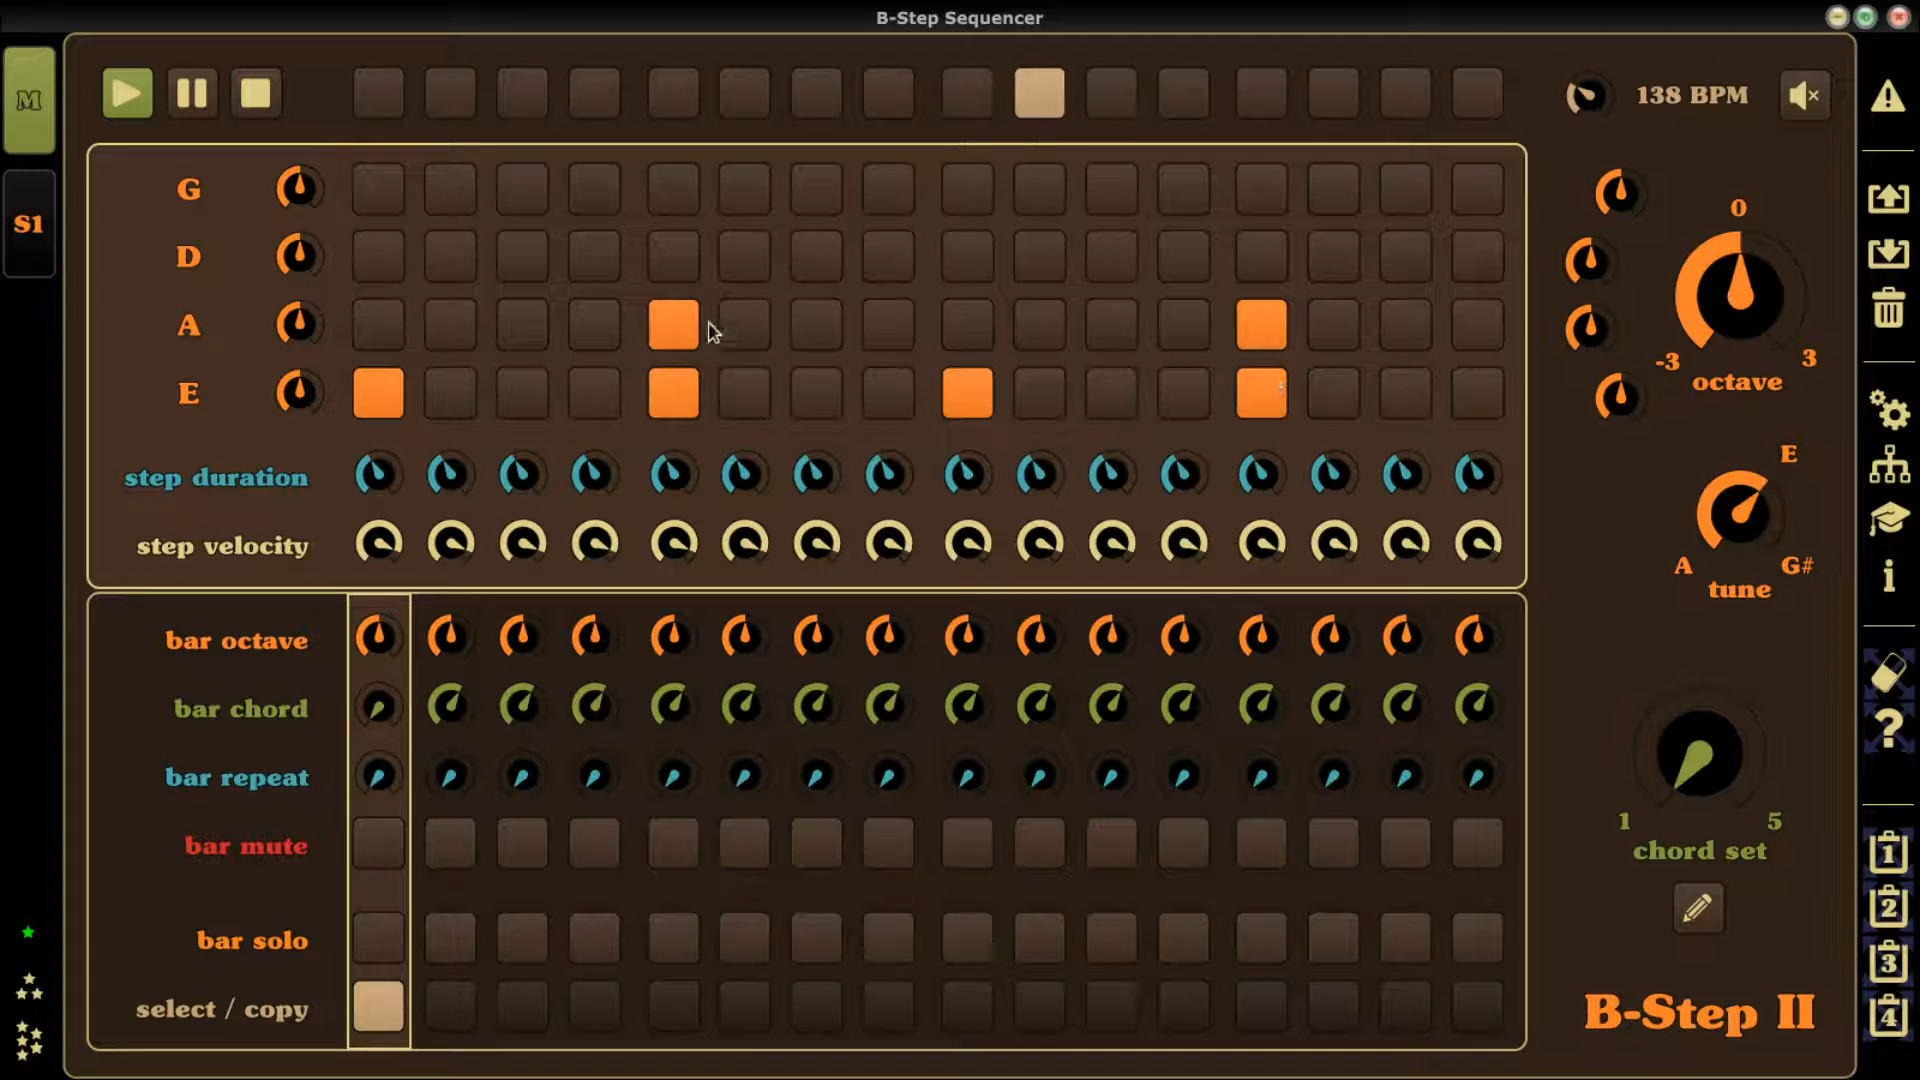 B-Step Sequencer
M
138 BPM
S1
G
D
A
E
0
-3
3
octave
step duration
step velocity
E
A
G#
tune
bar octave
bar chord
bar repeat
bar mute
bar solo
select / copy
1
5
chord set
B-Step II
i
?
1
2
3
4